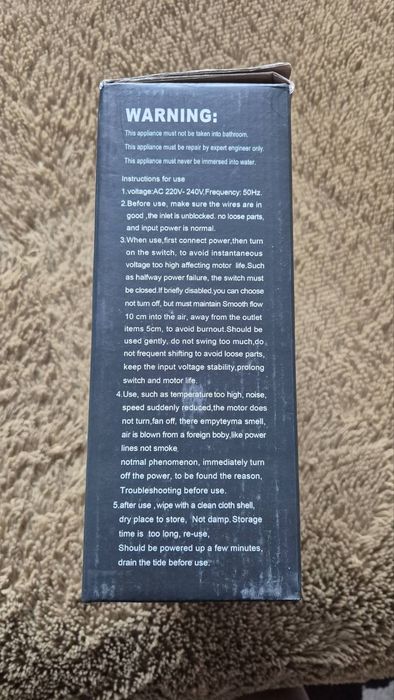 WARNING:
This appliance must not be taken into bathroom.
This appliance must be repair by expert engineer only.
This appliance must never be immersed into water.
Instructions for use
1.voltage:AC 220V- 240V,Frequency: 50Hz.
2.Before use, make sure the wires are in
good ,the inlet is unblocked. no loose parts,
and input power is normal.
3.When use,first connect power,then turn
on the switch, to avoid instantaneous
voltage too high affecting motor life.Such
as halfway power failure, the switch must
be closed.If briefly disabled,you can choose
not turn off, but must maintain Smooth flow
10 cm into the air, away from the outlet
items 5cm, to avoid burnout.Should be
used gently, do not swing too much,do
not frequent shifting to avoid loose parts,
keep the input voltage stability,prolong
switch and motor life.
4.Use, such as temperature too high, noise,
speed suddenly reduced,the motor does
not turn,fan off, there empyteyma smell,
air is blown from a foreign boby,like power
lines not smoke,
notmal phenomenon, immediately turn
off the power, to be found the reason,
Troubleshooting before use.
5.after use ,wipe with a clean cloth shell,
dry place to store, Not damp.Storage
time is too long, re-use,
Should be powered up a few minutes,
drain the tide before use.